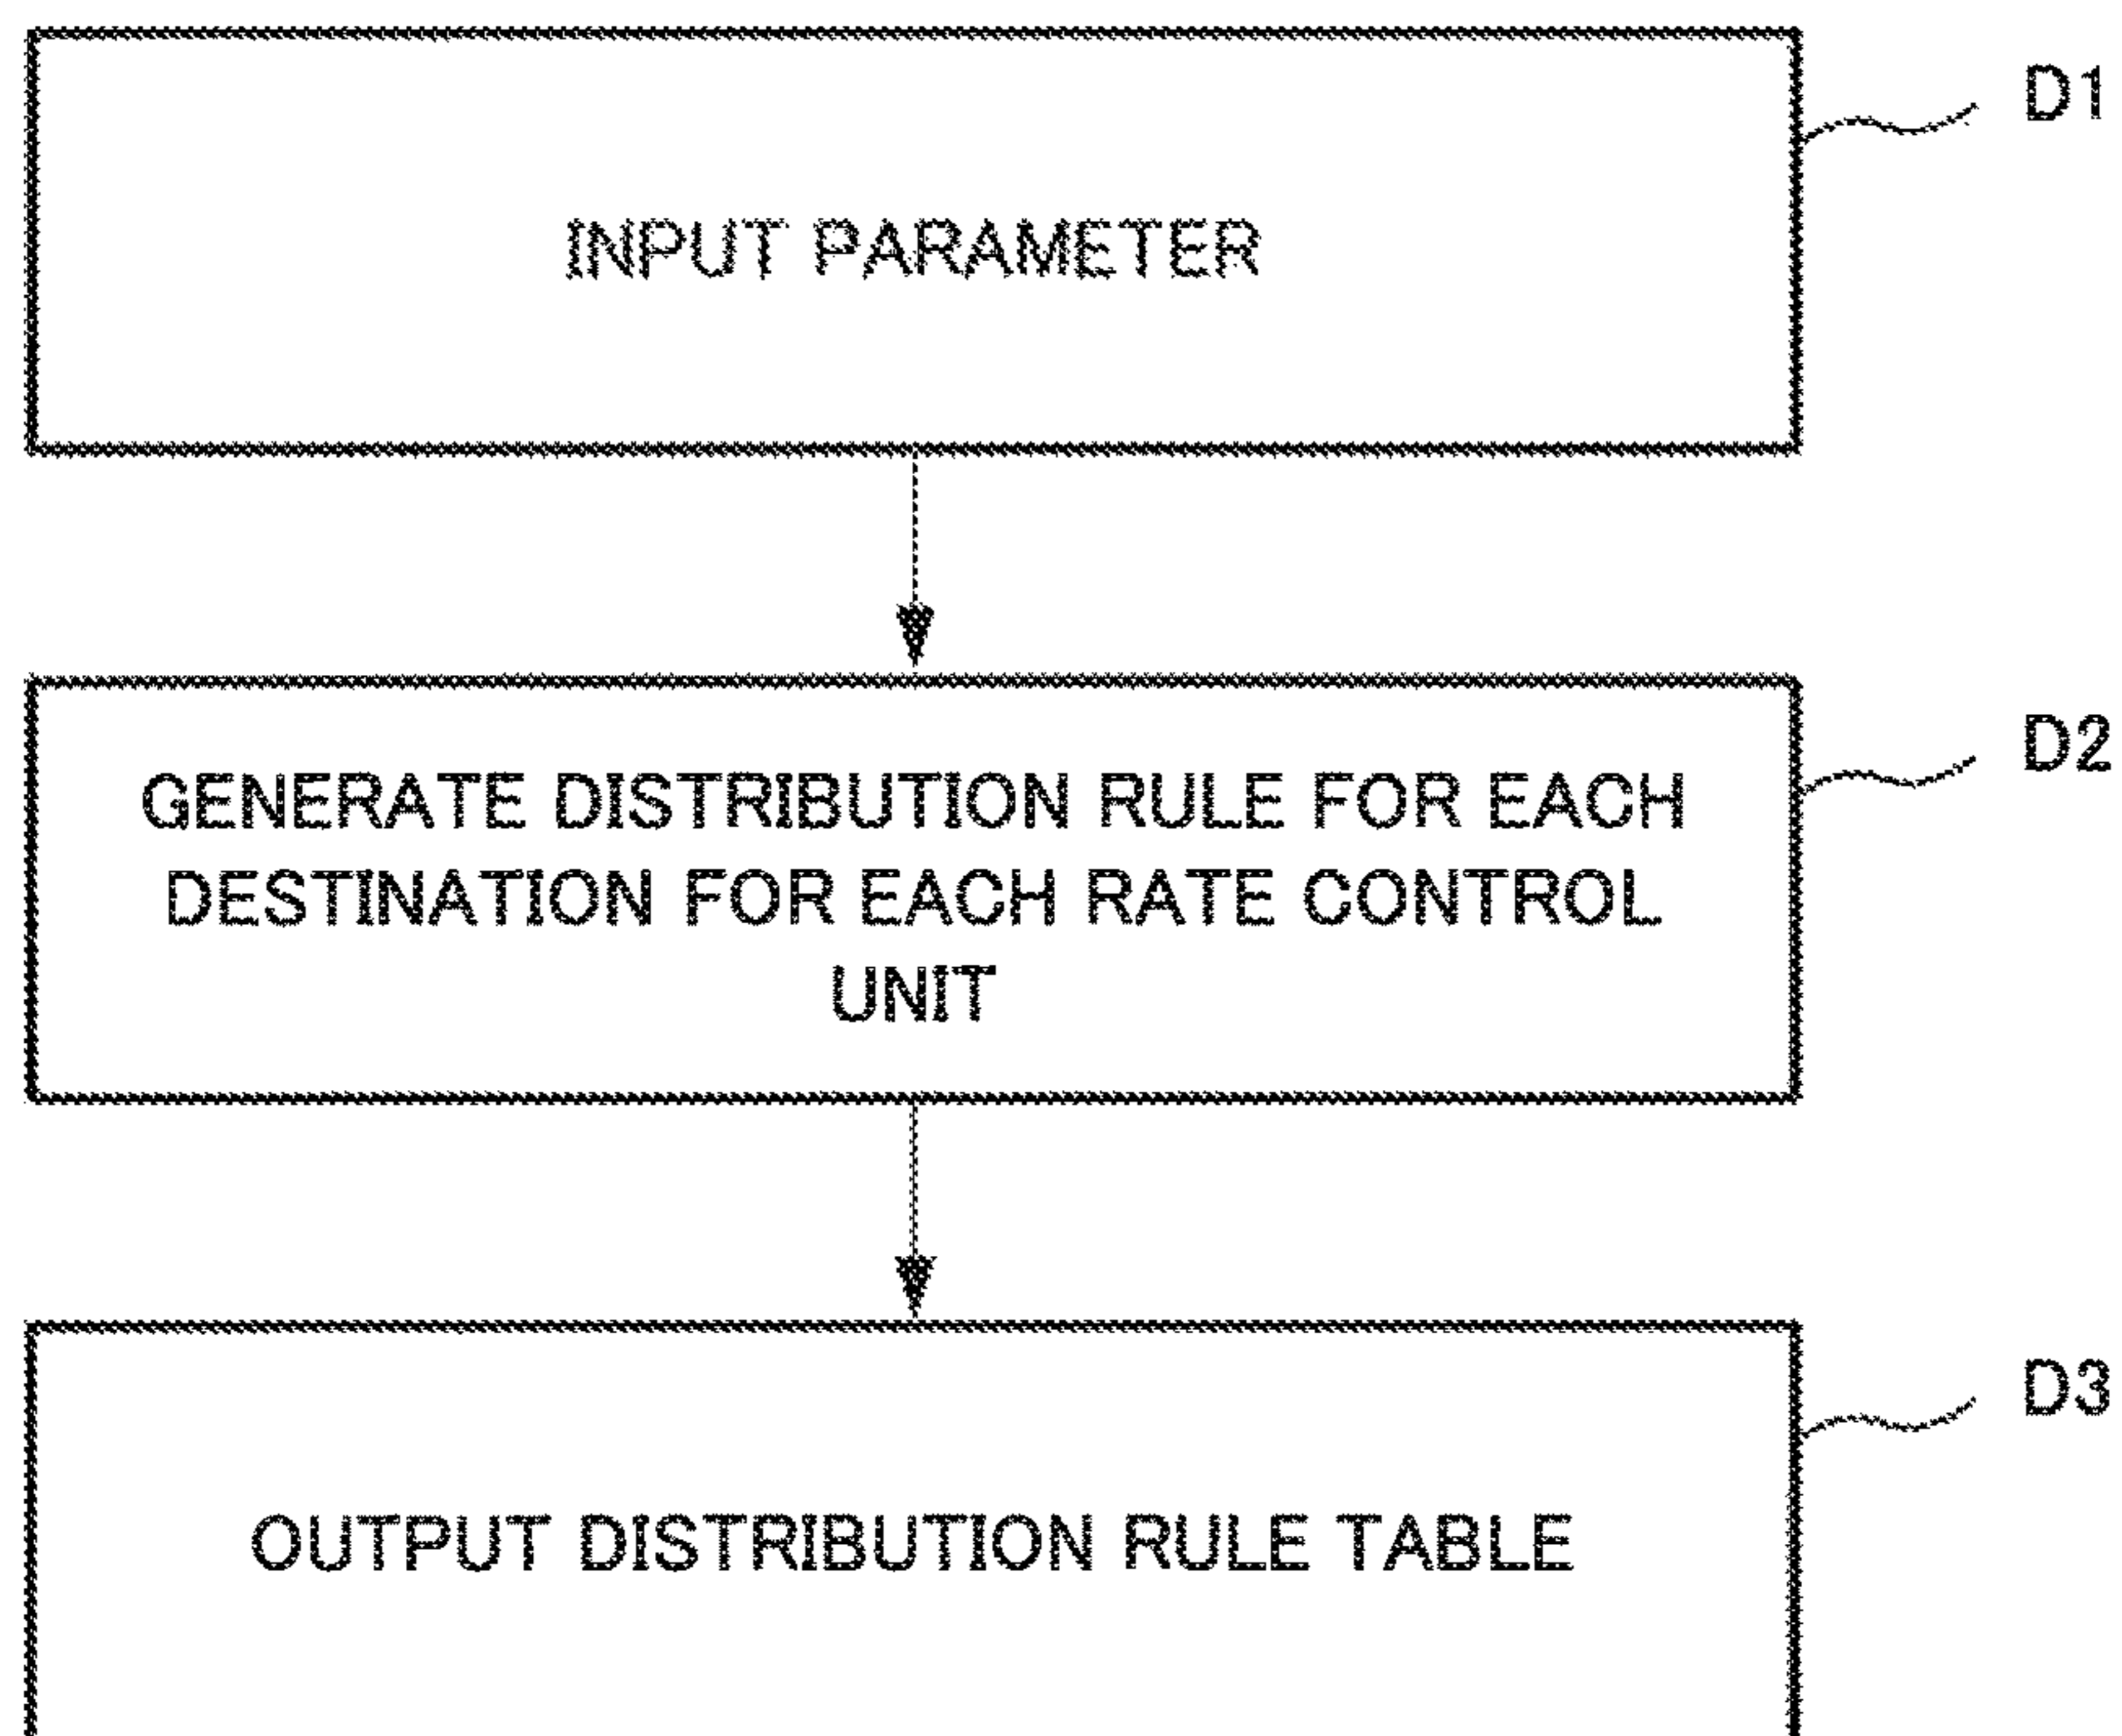 D1
INPUT PARAMETER
D2
GENERATE DISTRIBUTION RULE FOR EACH
DESTINATION FOR EACH RATE CONTROL
UNIT
D3
OUTPUT DISTRIBUTION RULE TABLE